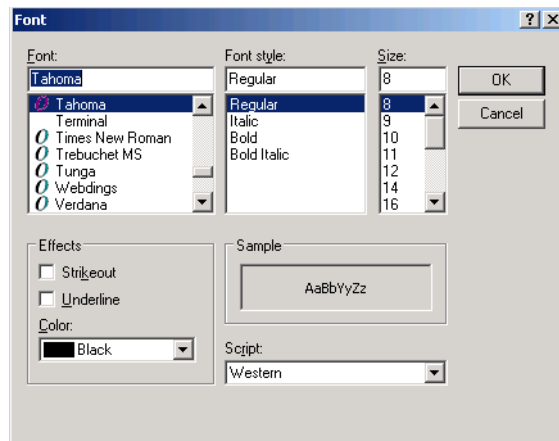 Font
Font:
Tahoma
Tahoma
Terminal
Times New Roman
Trebuchet MS
Tunga
Webdings
Verdana
Font style:
Regular
Regular
Italic
Bold
Bold Italic
Size:
8
8
9
10
11
12
14
16
OK
Cancel
Effects
Strikeout
Underline
Color:
Black
Sample
AaBbYyZz
Script:
Western